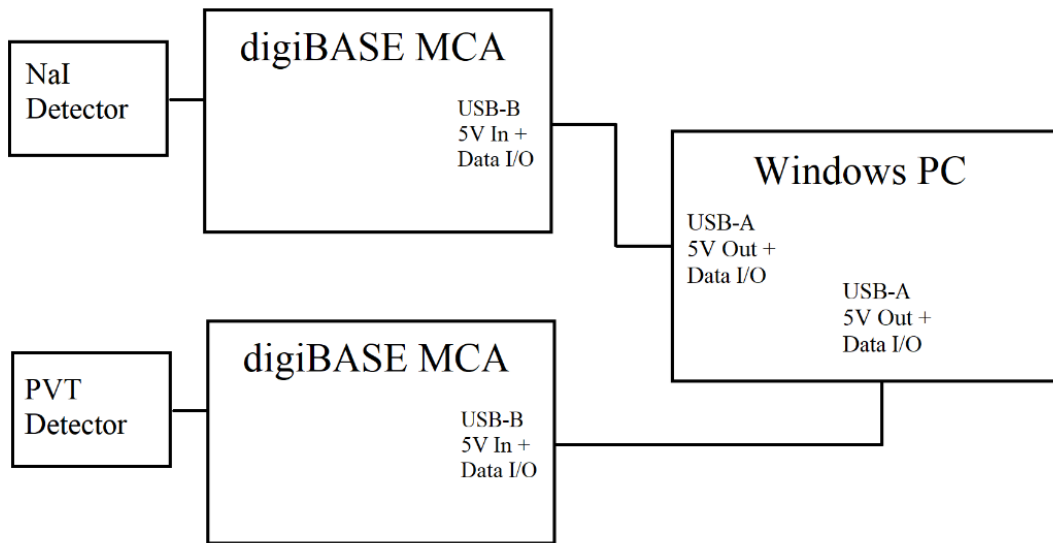 NaI
Detector
digiBASE MCA
USB-B
5V In +
Data I/O
Windows PC
USB-A
5V Out +
Data I/O
USB-A
5V Out +
Data I/O
PVT
Detector
digiBASE MCA
USB-B
5V In +
Data I/O